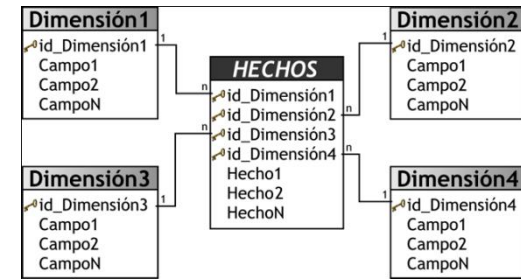 Dimensión1
id_Dimensión1
Campo1
Campo2
CampoN
1
n
HECHOS
id_Dimensión1
id_Dimensión2
id_Dimensión3
id_Dimensión4
Hecho1
Hecho2
HechoN
Dimensión2
id_Dimensión2
Campo1
Campo2
CampoN
1
n
Dimensión3
id_Dimensión3
Campo1
Campo2
CampoN
1
n
Dimensión4
id_Dimensión4
Campo1
Campo2
CampoN
1
n